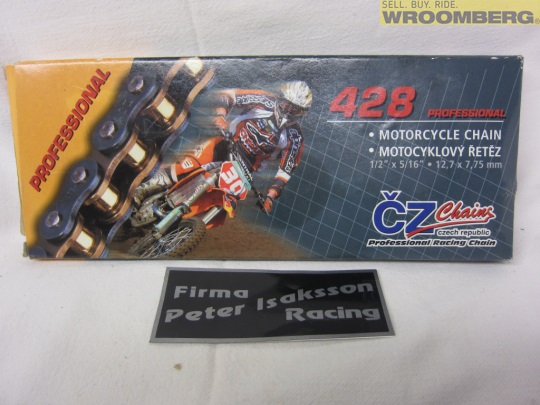 SELL. BUY. RIDE.
WROOMBERG
PROFESSIONAL
428 PROFESSIONAL
• MOTORCYCLE CHAIN
• MOTOCYKLOVÝ ŘETĚZ
1/2" x 5/16" • 12,7 x 7,75 mm
ČZ Chains
czech republic
Professional Racing Chain
30
Firma
Peter Isaksson
Racing